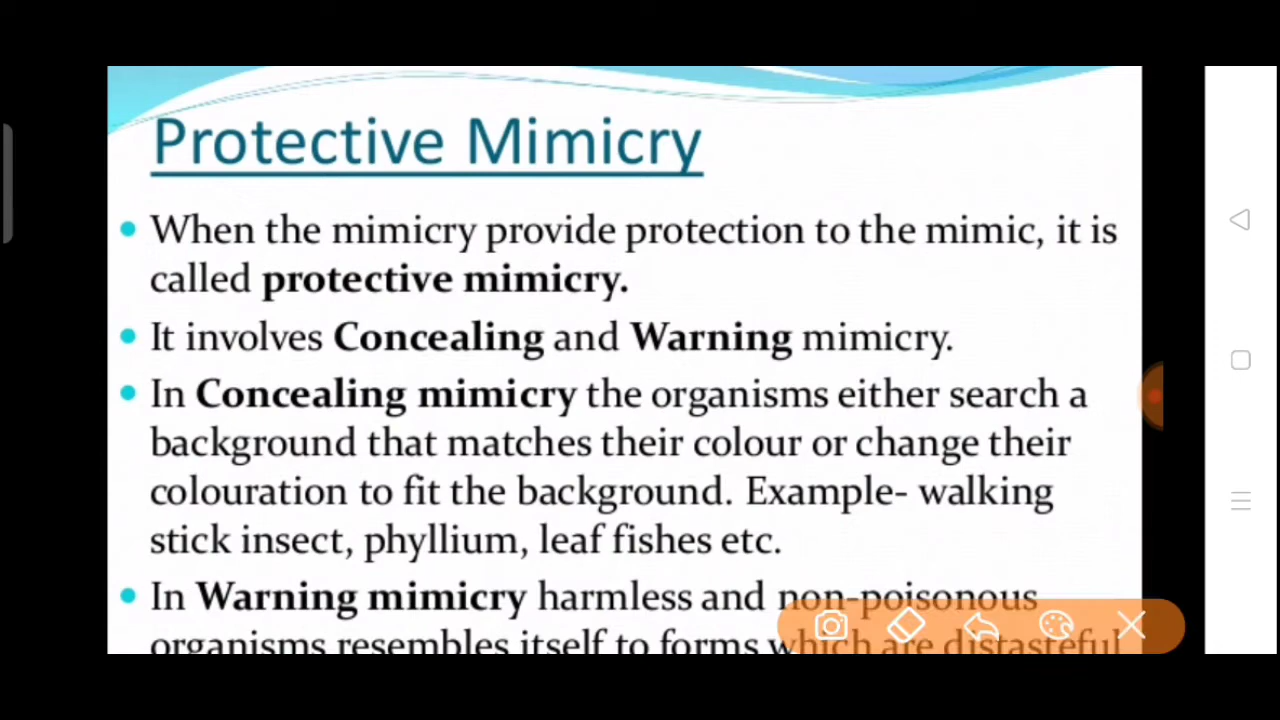 Protective Mimicry
• When the mimicry provide protection to the mimic, it is
called protective mimicry.
• It involves Concealing and Warning mimicry.
• In Concealing mimicry the organisms either search a
background that matches their colour or change their
colouration to fit the background. Example- walking
stick insect, phyllium, leaf fishes etc.
• In Warning mimicry harmless and non-poisonous
organisms resembles itself to forms which are distasteful